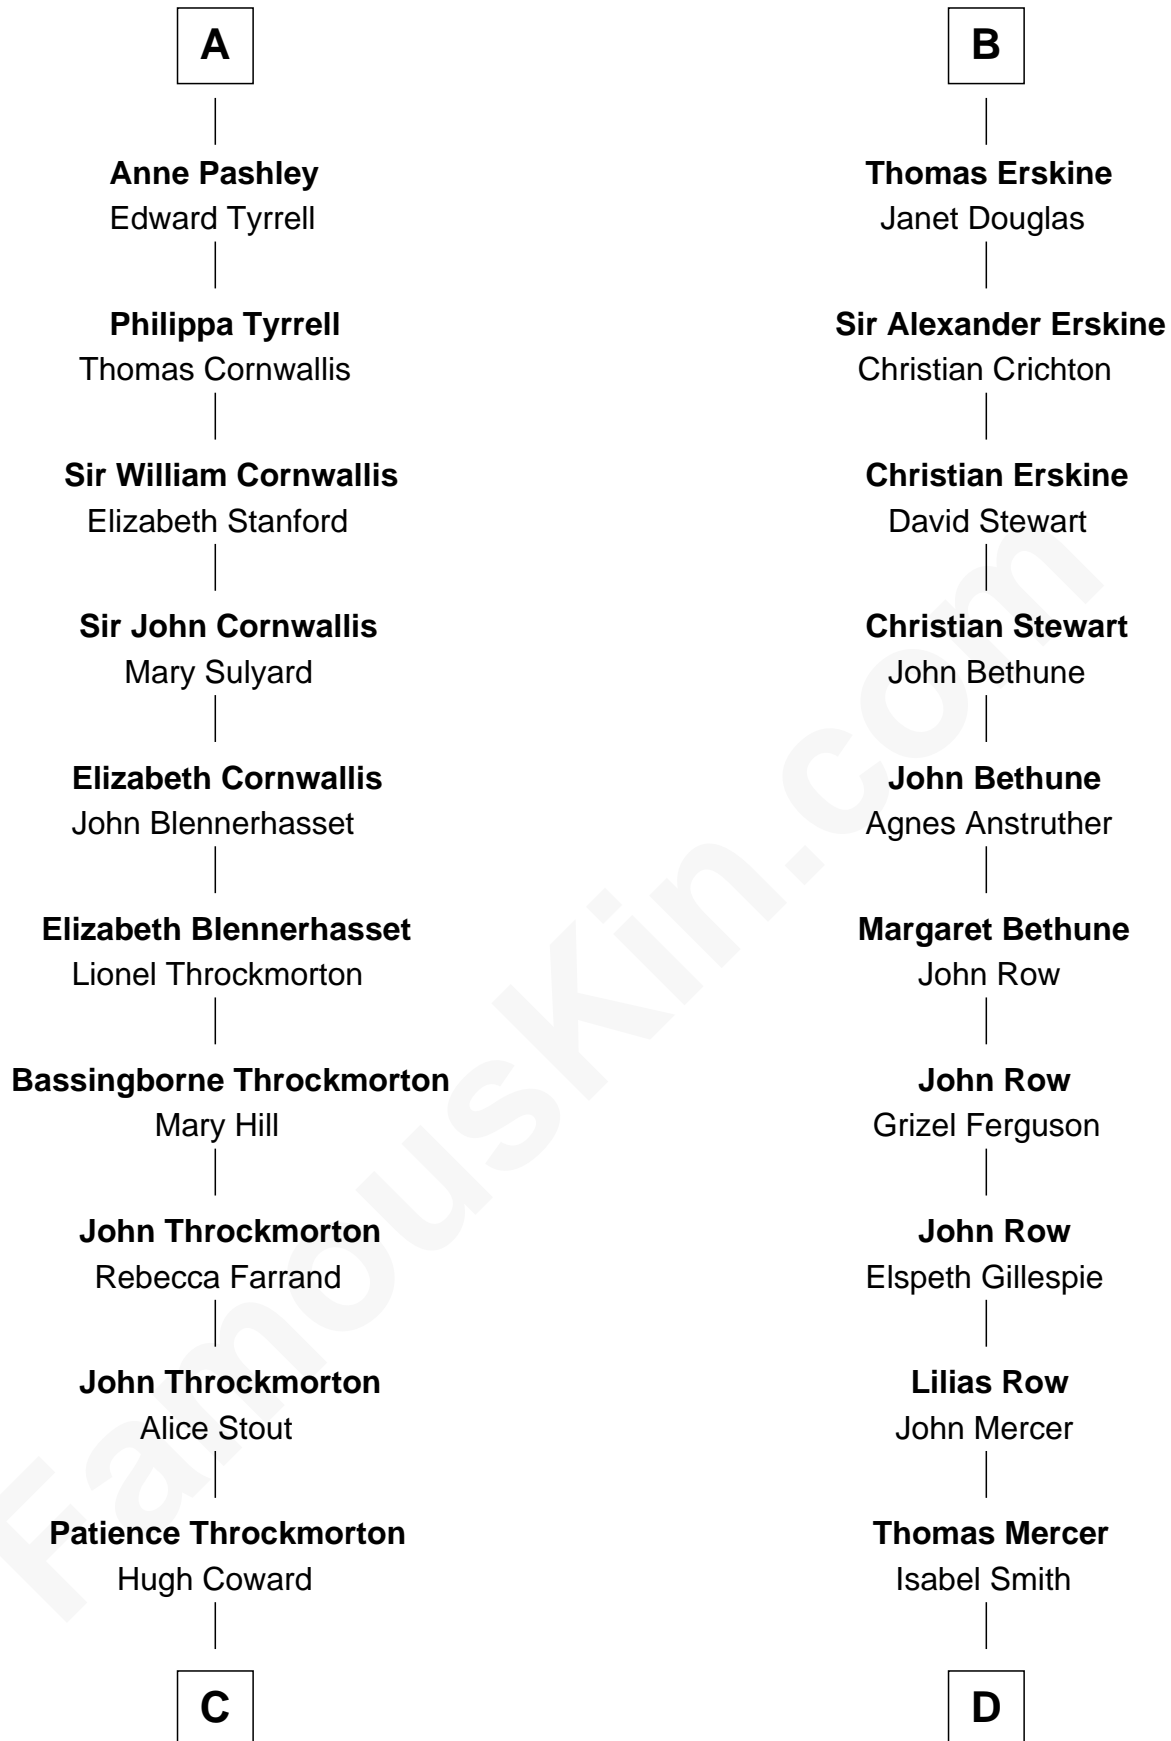 A
Anne Pashley
Edward Tyrrell
Philippa Tyrrell
Thomas Cornwallis
Sir William Cornwallis
Elizabeth Stanford
Sir John Cornwallis
Mary Sulyard
Elizabeth Cornwallis
John Blennerhasset
Elizabeth Blennerhasset
Lionel Throckmorton
Bassingborne Throckmorton
Mary Hill
John Throckmorton
Rebecca Farrand
John Throckmorton
Alice Stout
Patience Throckmorton
Hugh Coward
C
B
Thomas Erskine
Janet Douglas
Sir Alexander Erskine
Christian Crichton
Christian Erskine
David Stewart
Christian Stewart
John Bethune
John Bethune
Agnes Anstruther
Margaret Bethune
John Row
John Row
Grizel Ferguson
John Row
Elspeth Gillespie
Lilias Row
John Mercer
Thomas Mercer
Isabel Smith
D
FamousKin.com